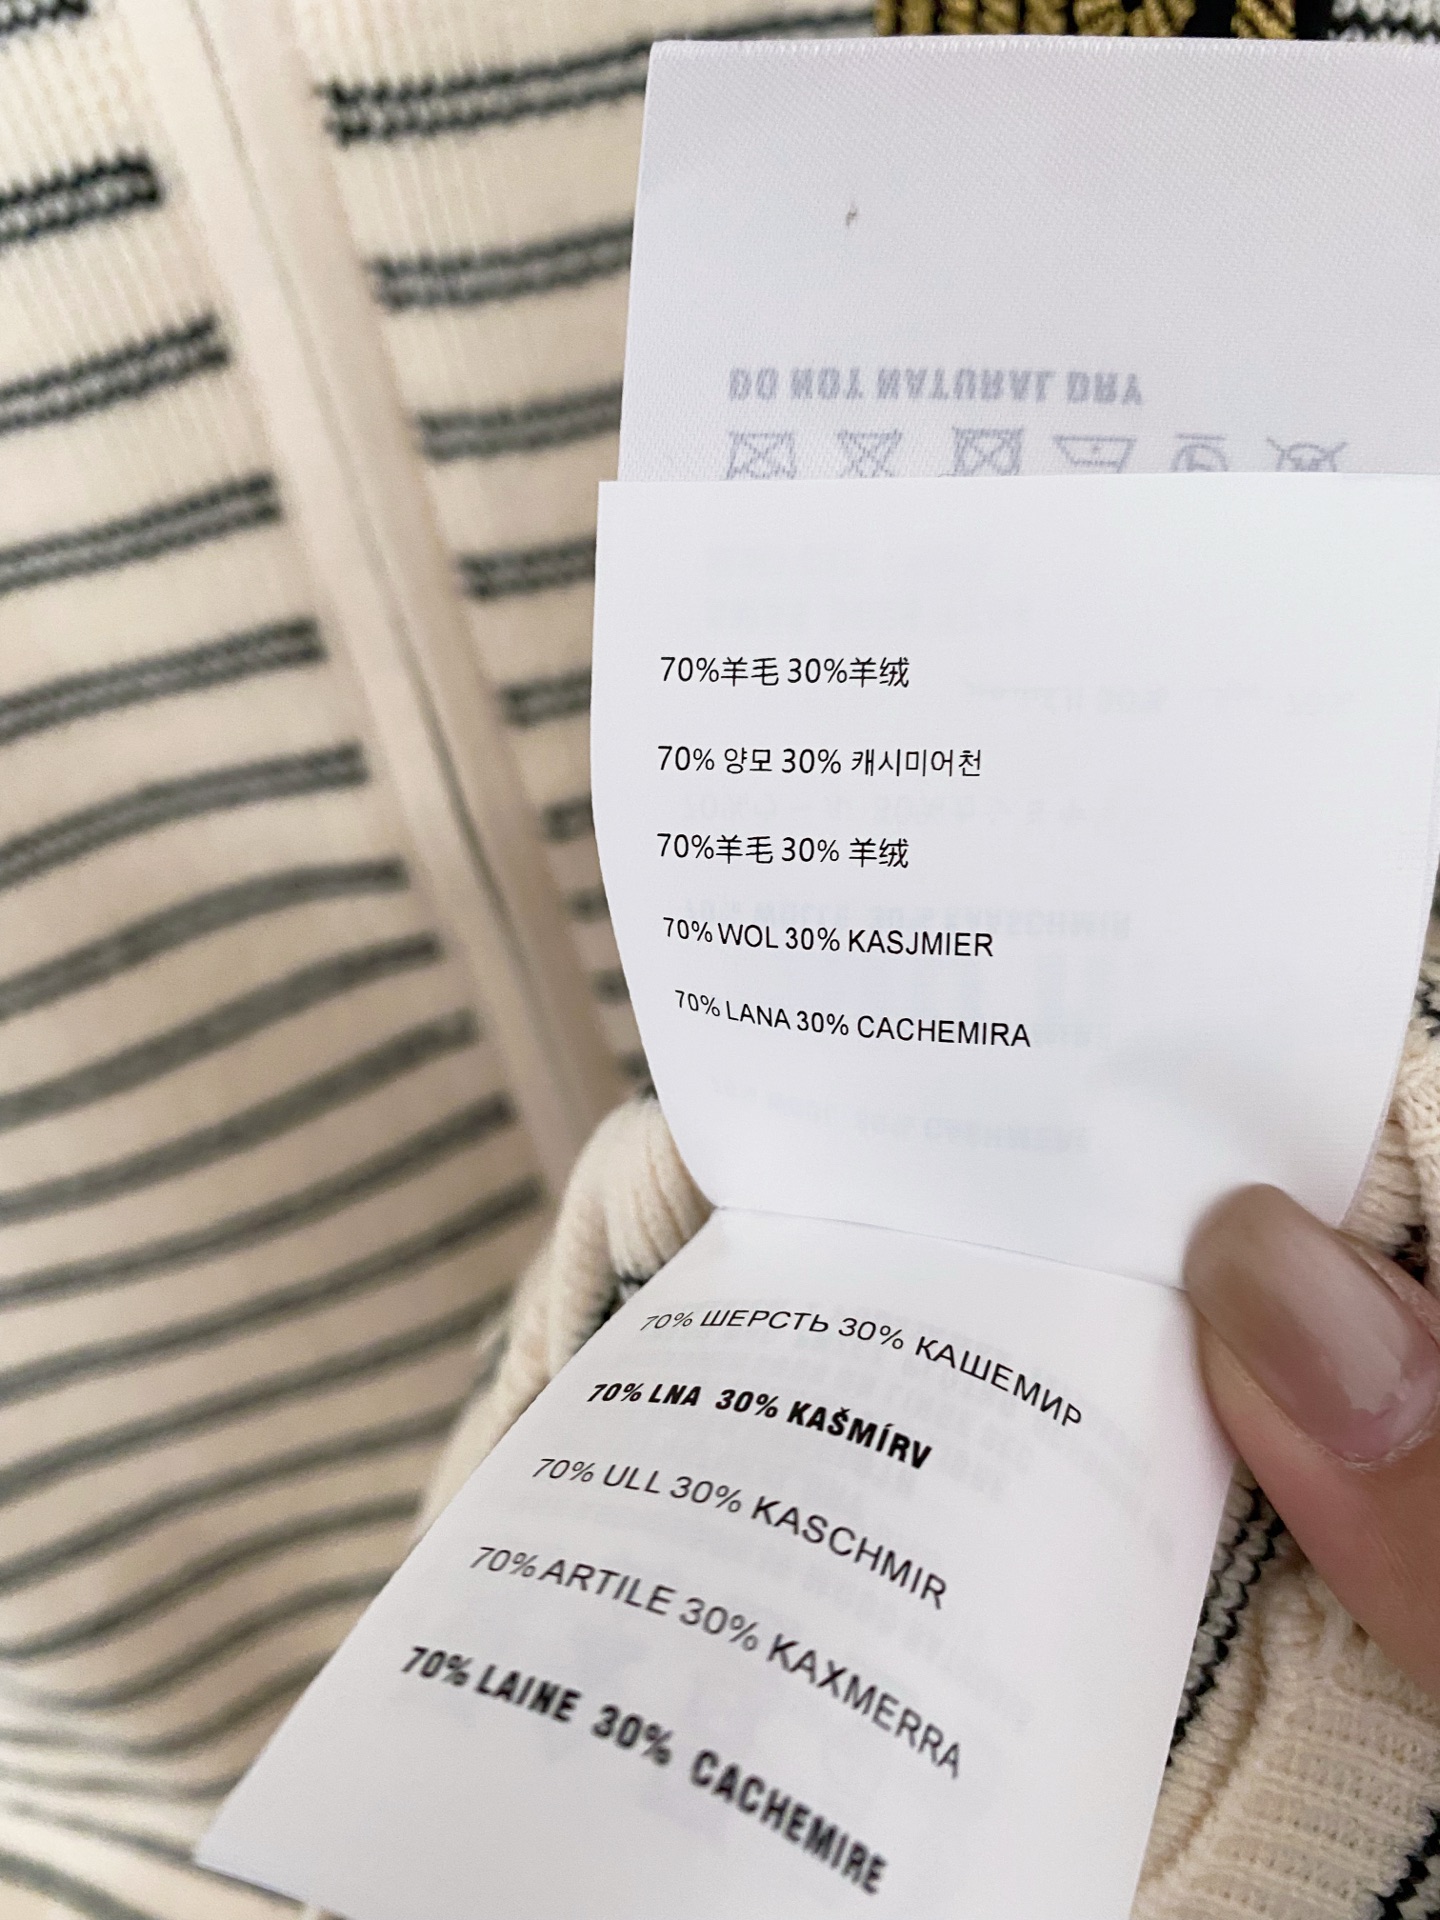 DO NOT NATURAL DRY
70%羊毛 30%羊绒
70% 양모 30% 캐시미어천
70%羊毛 30% 羊绒
70% WOL 30% KASJMIER
70% LANA 30% CACHEMIRA
70% ШЕРСТЬ 30% КАШЕМИР
70% LNA 30% KAŠMÍRV
70% ULL 30% KASCHMIR
70% ARTILE 30% KAXMERRA
70% LAINE 30% CACHEMIRE